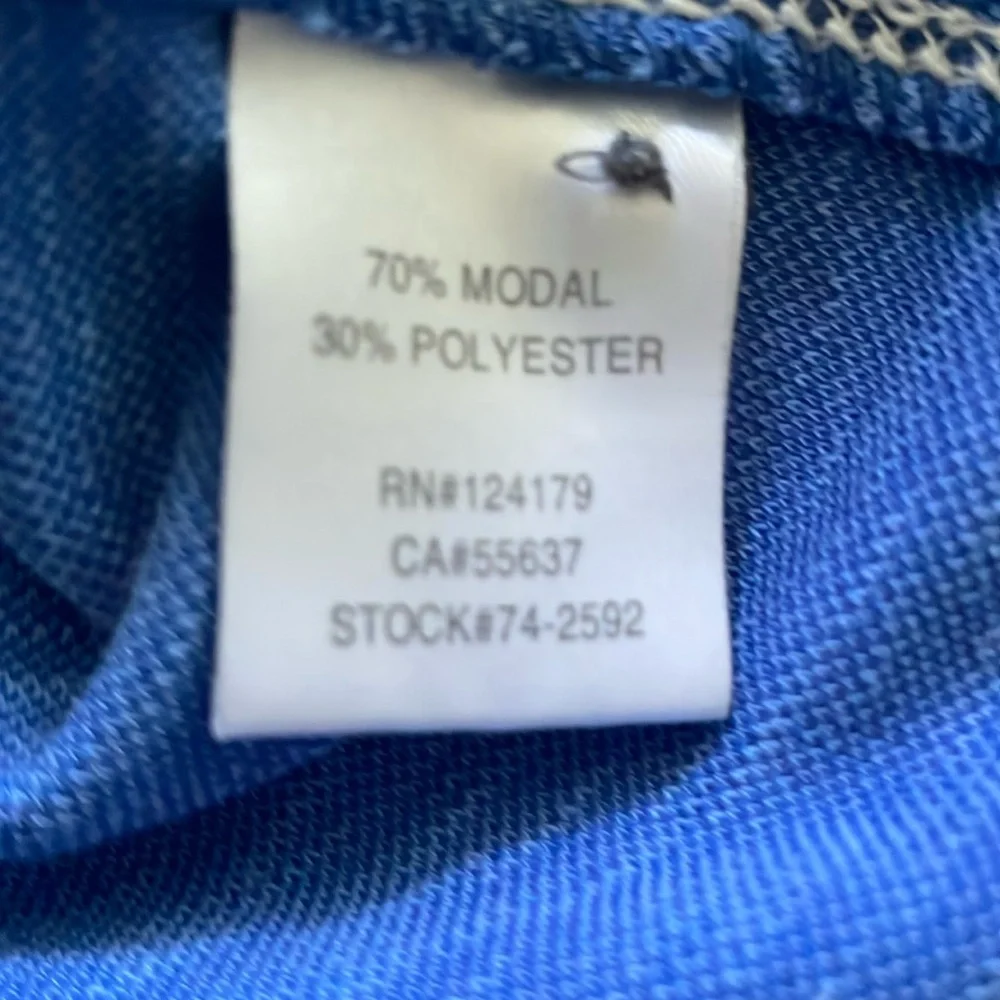 70% MODAL
30% POLYESTER
RN#124179
CA#55637
STOCK#74-2592